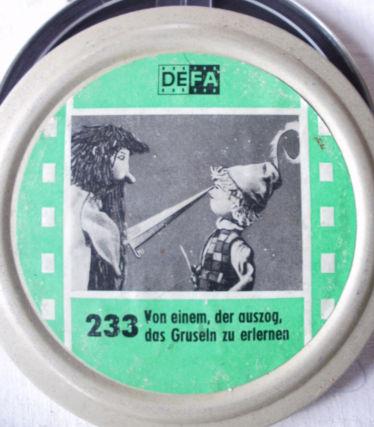 DEFA
233 Von einem, der auszog,
das Gruseln zu erlernen